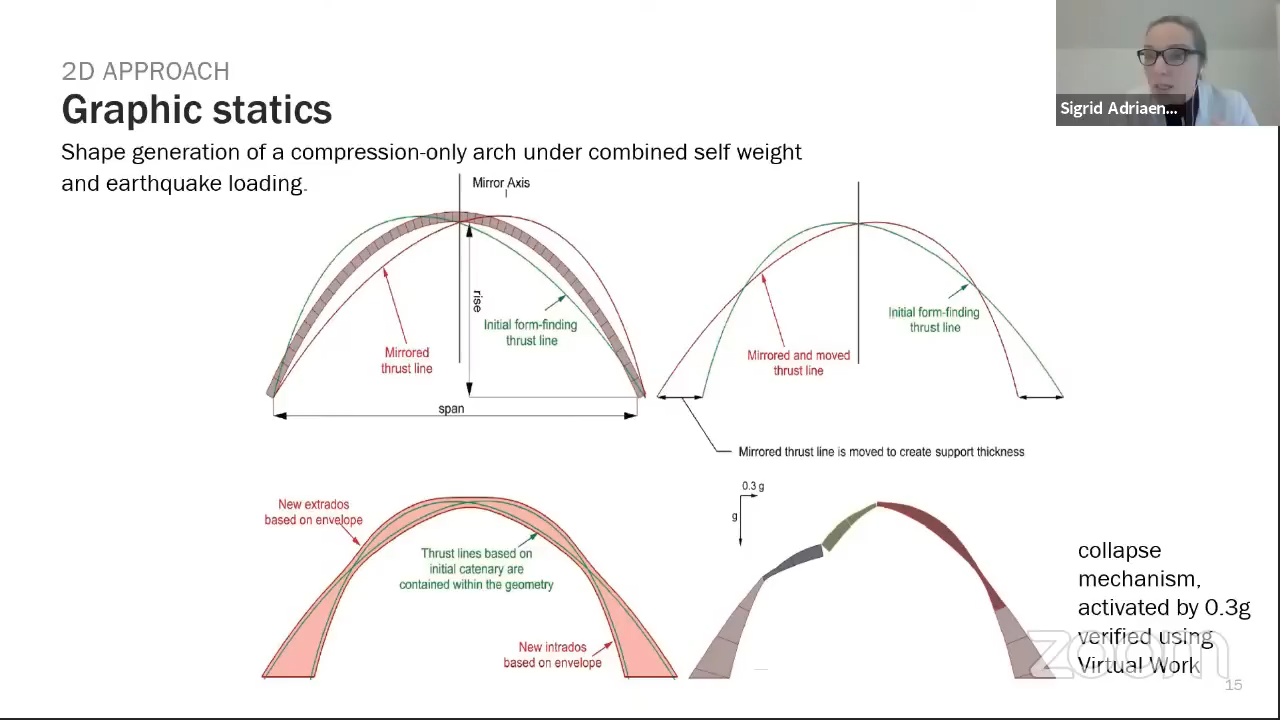 2D APPROACH
Graphic statics
Shape generation of a compression-only arch under combined self weight
and earthquake loading.
Sigrid Adriaen...
Mirror Axis
rise
Initial form-finding
thrust line
Mirrored
thrust line
span
Initial form-finding
thrust line
Mirrored and moved
thrust line
Mirrored thrust line is moved to create support thickness
New extrados
based on envelope
Thrust lines based on
initial catenary are
contained within the geometry
New intrados
based on envelope
0.3 g
g
collapse
mechanism,
activated by 0.3g
verified using
Virtual Work
zoom
15